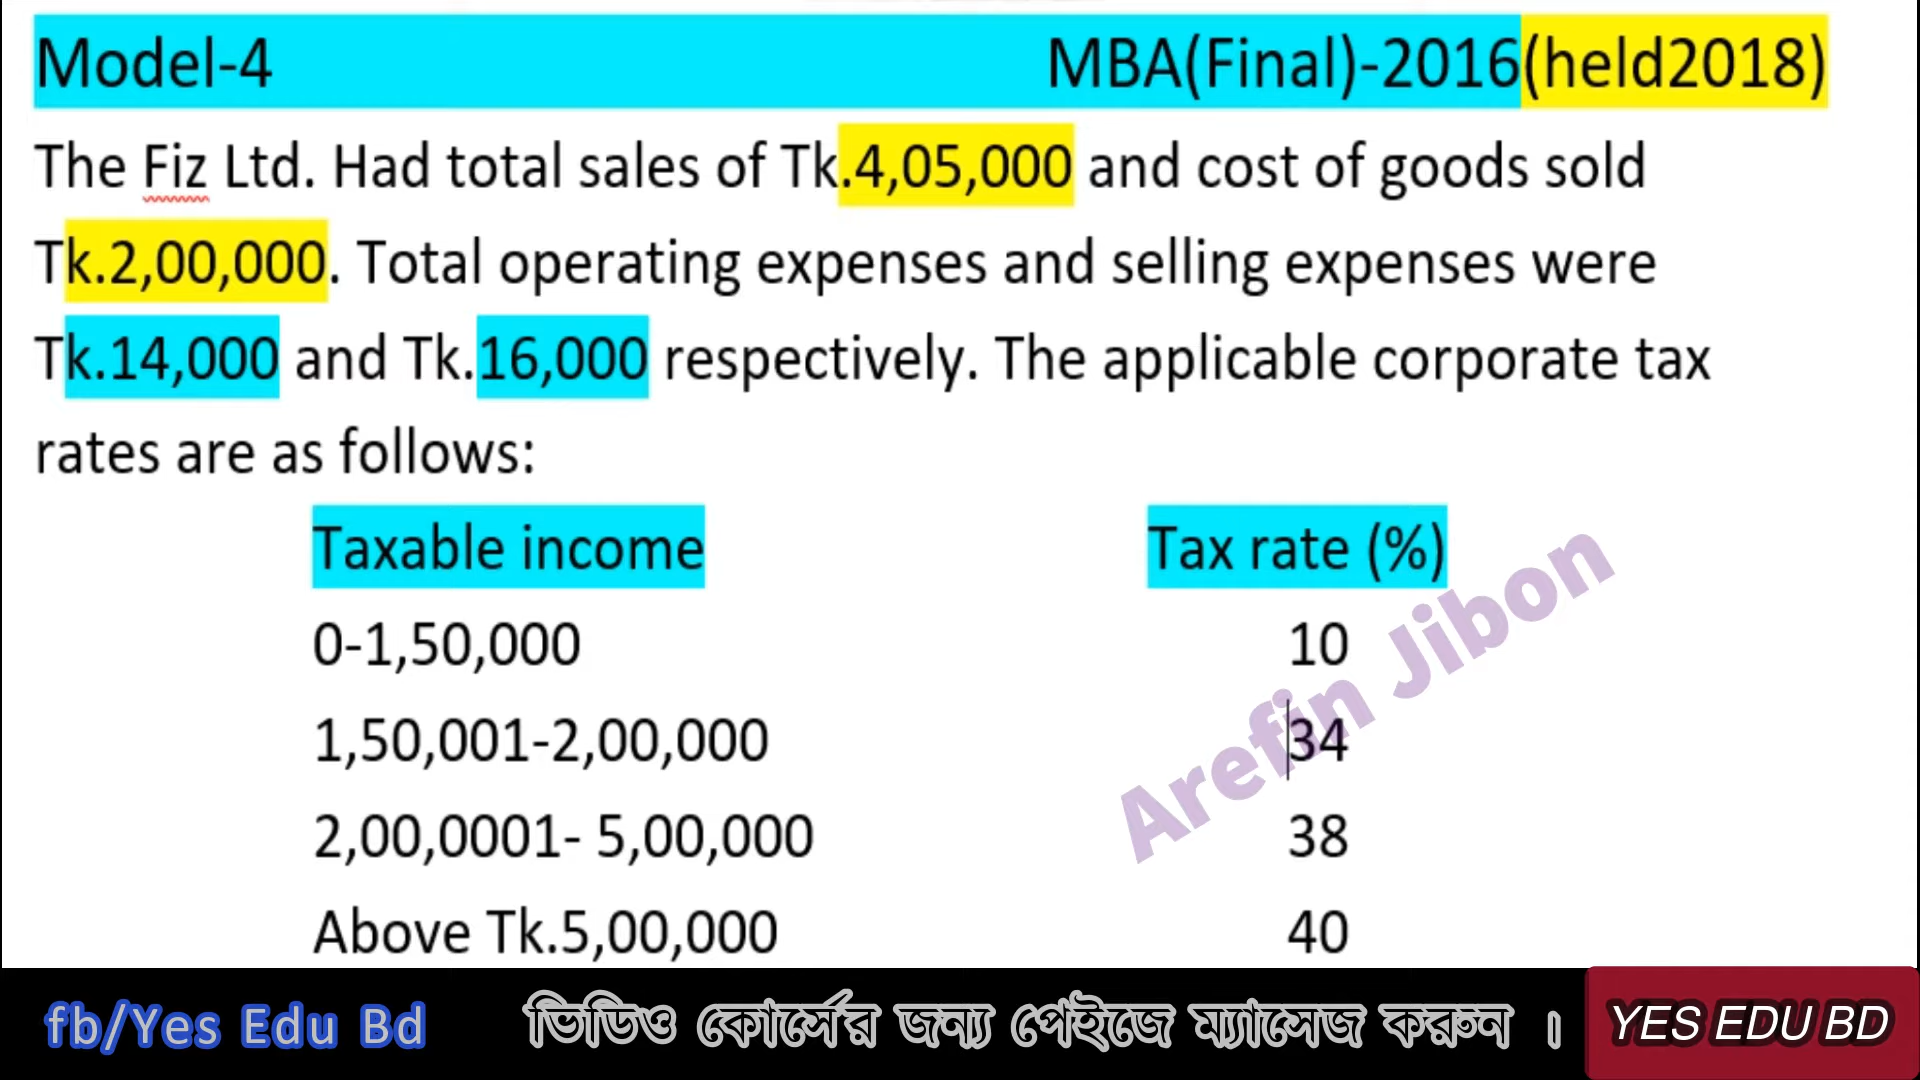 Model-4 MBA(Final)-2016(held2018)
The Fiz Ltd. Had total sales of Tk.4,05,000 and cost of goods sold
Tk.2,00,000. Total operating expenses and selling expenses were
Tk.14,000 and Tk.16,000 respectively. The applicable corporate tax
rates are as follows:
Taxable income Tax rate (%)
0-1,50,000 10
1,50,001-2,00,000 34
2,00,0001- 5,00,000 38
Above Tk.5,00,000 40
Arefin Jibon
fb/Yes Edu Bd ভিডিও কোর্সের জন্য পেইজে ম্যাসেজ করুন । YES EDU BD